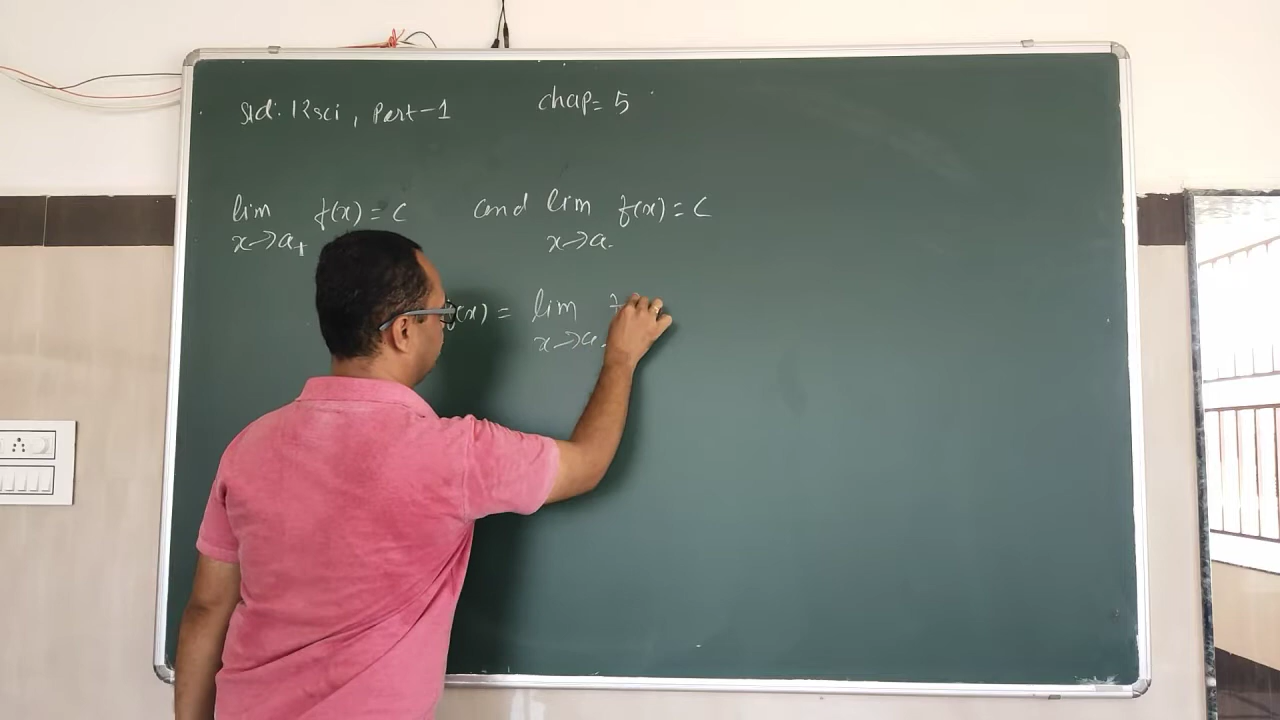 std: 12sci, Part-1 chap= 5
lim f(x) = c and lim f(x) = c
x→a+ x→a-
f(x) = lim f
x→a-